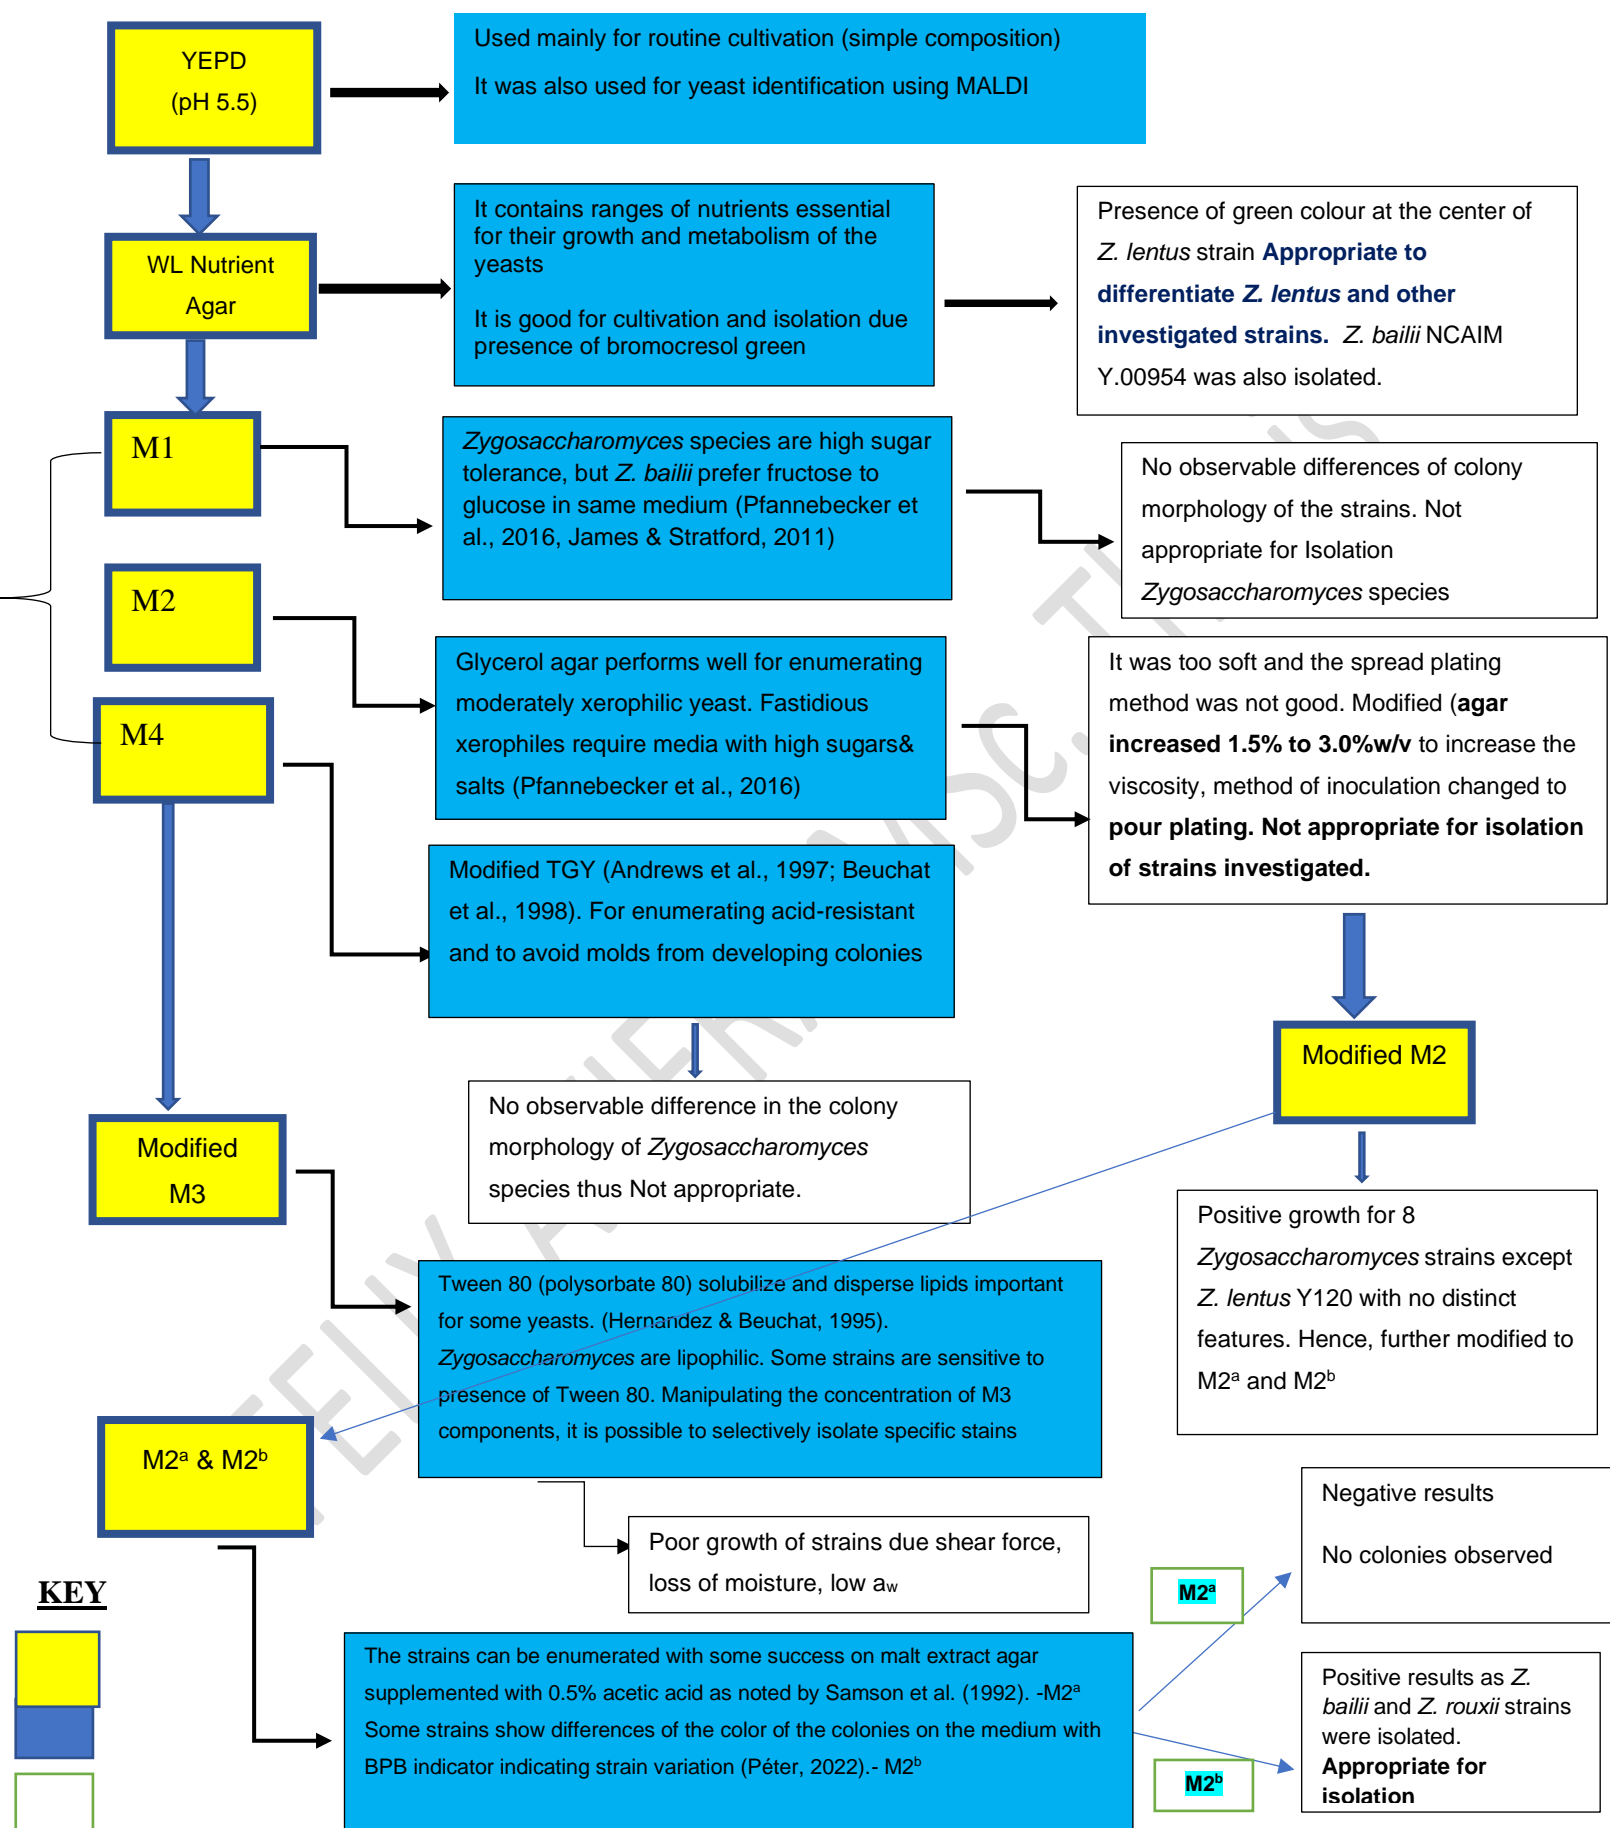 YEPD
(pH 5.5)
Used mainly for routine cultivation (simple composition)
It was also used for yeast identification using MALDI
WL Nutrient
Agar
It contains ranges of nutrients essential
for their growth and metabolism of the
yeasts
It is good for cultivation and isolation due
presence of bromocresol green
Presence of green colour at the center of
Z. lentus strain Appropriate to
differentiate Z. lentus and other
investigated strains. Z. bailii NCAIM
Y.00954 was also isolated.
M1
Zygosaccharomyces species are high sugar
tolerance, but Z. bailii prefer fructose to
glucose in same medium (Pfannebecker et
al., 2016, James & Stratford, 2011)
No observable differences of colony
morphology of the strains. Not
appropriate for Isolation
Zygosaccharomyces species
M2
Glycerol agar performs well for enumerating
moderately xerophilic yeast. Fastidious
xerophiles require media with high sugars&
salts (Pfannebecker et al., 2016)
It was too soft and the spread plating
method was not good. Modified (agar
increased 1.5% to 3.0%w/v to increase the
viscosity, method of inoculation changed to
pour plating. Not appropriate for isolation
of strains investigated.
M4
Modified TGY (Andrews et al., 1997; Beuchat
et al., 1998). For enumerating acid-resistant
and to avoid molds from developing colonies
No observable difference in the colony
morphology of Zygosaccharomyces
species thus Not appropriate.
Modified M2
Positive growth for 8
Zygosaccharomyces strains except
Z. lentus Y120 with no distinct
features. Hence, further modified to
M2ᵃ and M2ᵇ
Modified
M3
Tween 80 (polysorbate 80) solubilize and disperse lipids important
for some yeasts. (Hernandez & Beuchat, 1995).
Zygosaccharomyces are lipophilic. Some strains are sensitive to
presence of Tween 80. Manipulating the concentration of M3
components, it is possible to selectively isolate specific stains
Poor growth of strains due shear force,
loss of moisture, low aw
M2ᵃ & M2ᵇ
The strains can be enumerated with some success on malt extract agar
supplemented with 0.5% acetic acid as noted by Samson et al. (1992). -M2ᵃ
Some strains show differences of the color of the colonies on the medium with
BPB indicator indicating strain variation (Péter, 2022).- M2ᵇ
M2ᵃ
Negative results
No colonies observed
M2ᵇ
Positive results as Z.
bailii and Z. rouxii strains
were isolated.
Appropriate for
isolation
KEY